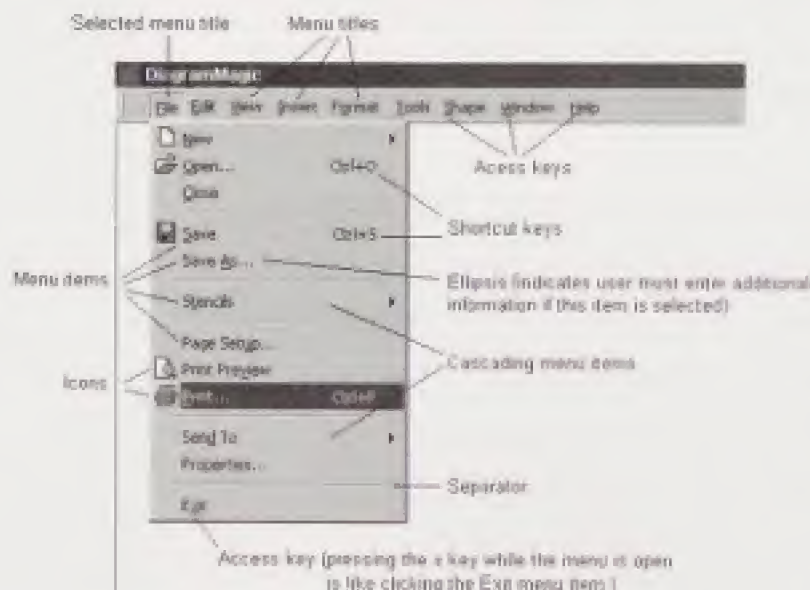 Selected menu title Menu titles
DiagramMagic
File Edit View Insert Format Tools Shape Window Help
New
Open... Ctrl+O
Acess keys
Close
Save Ctrl+S
Shortcut keys
Save As...
Menu items
Ellipsis (indicates user must enter additional
information if this item is selected)
Stencils
Page Setup...
Cascading menu items
Print Preview
Icons
Print... Ctrl+P
Send To
Properties...
Separator
Exit
Access key (pressing the x key while the menu is open
is like clicking the Exit menu item.)